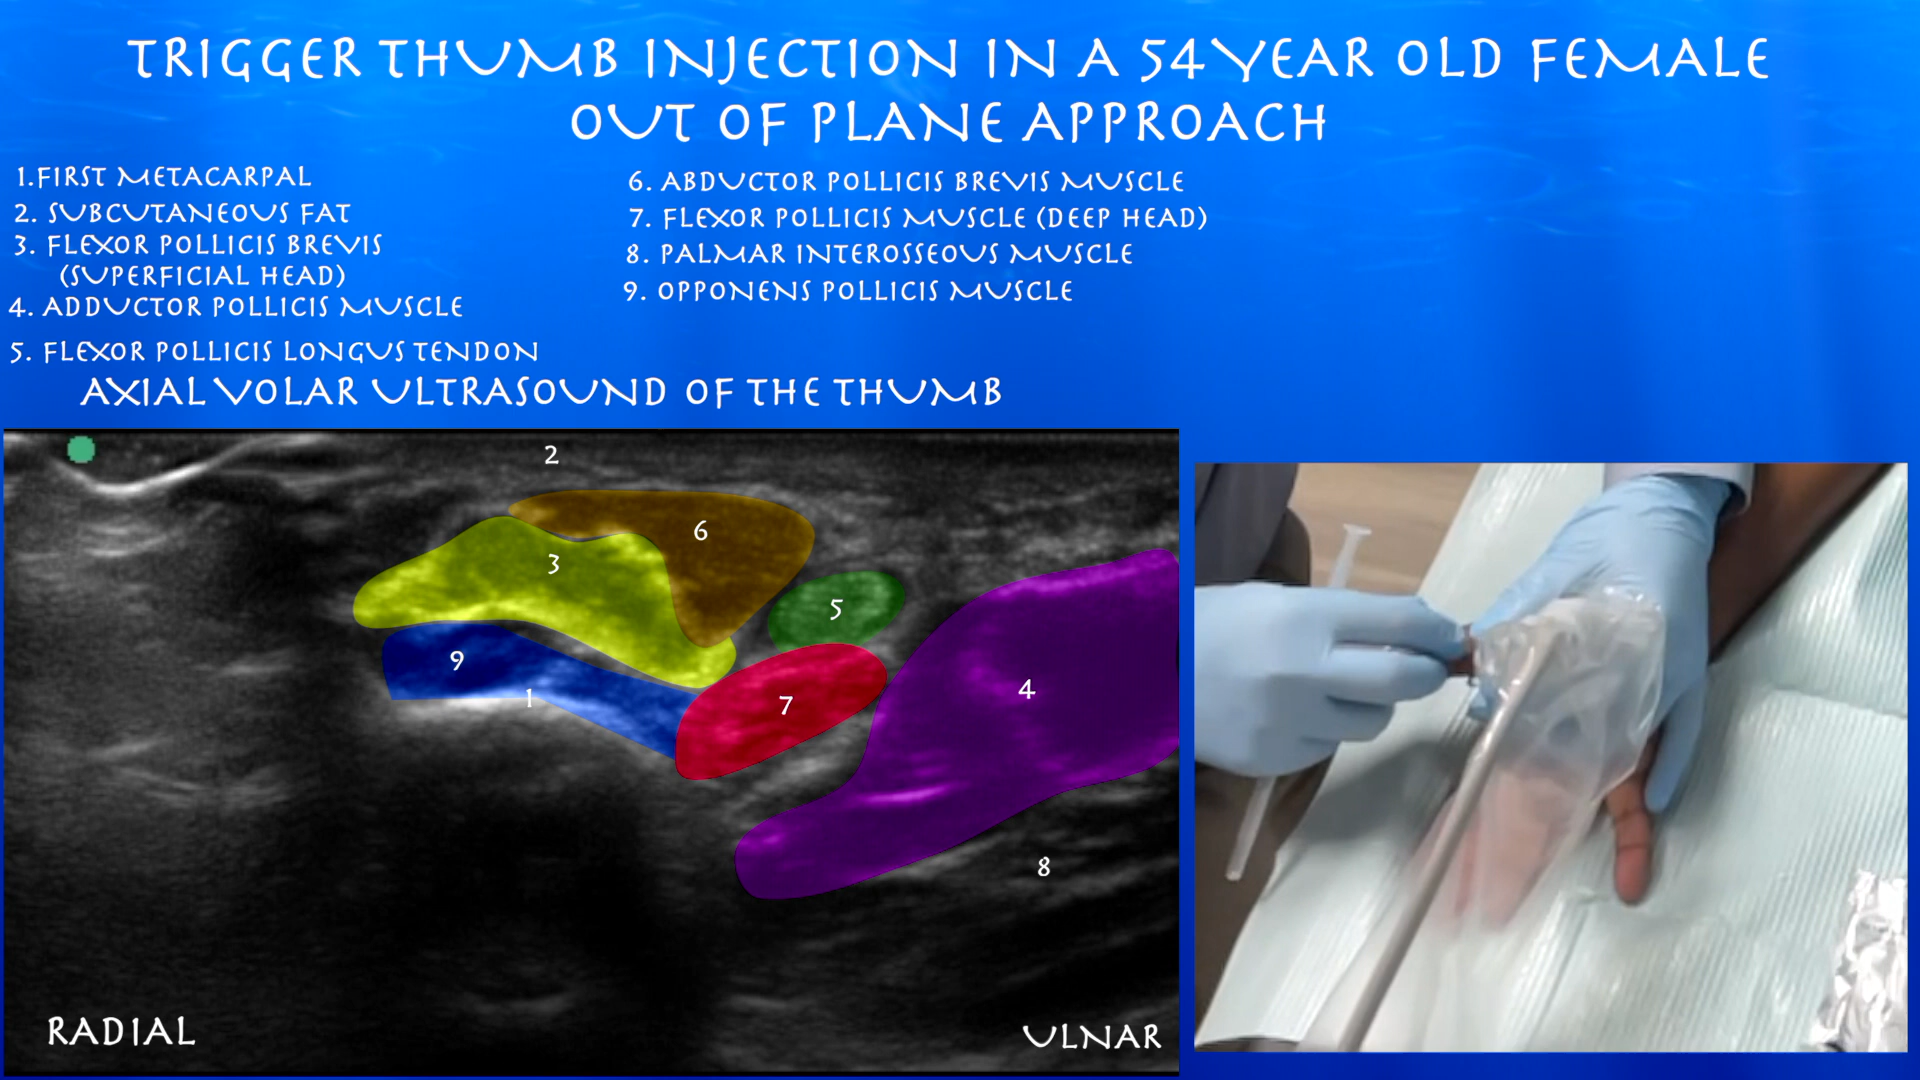 TRIGGER THUMB INJECTION IN A 54 YEAR OLD FEMALE
OUT OF PLANE APPROACH
1.FIRST METACARPAL
2. SUBCUTANEOUS FAT
3. FLEXOR POLLICIS BREVIS
(SUPERFICIAL HEAD)
4. ADDUCTOR POLLICIS MUSCLE
5. FLEXOR POLLICIS LONGUS TENDON
6. ABDUCTOR POLLICIS BREVIS MUSCLE
7. FLEXOR POLLICIS MUSCLE (DEEP HEAD)
8. PALMAR INTEROSSEOUS MUSCLE
9. OPPONENS POLLICIS MUSCLE
AXIAL VOLAR ULTRASOUND OF THE THUMB
2
6
3
5
9
1
7
4
8
RADIAL
ULNAR